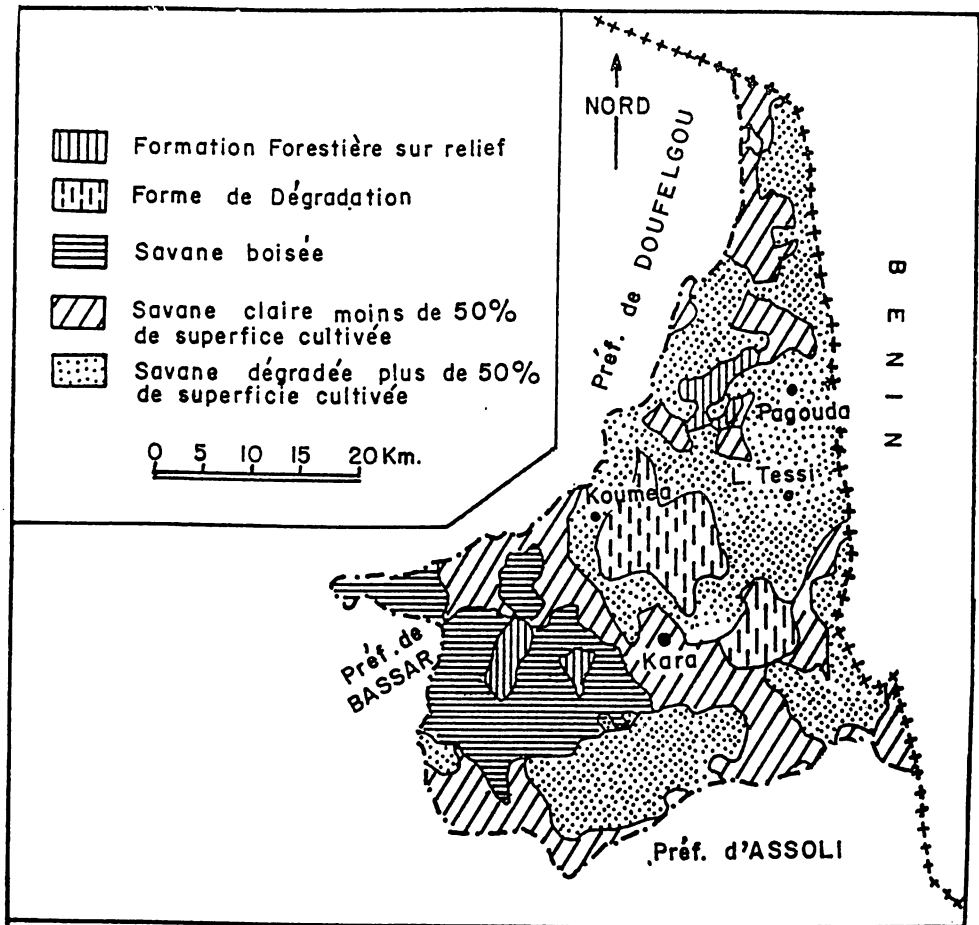 NORD
Formation Forestière sur relief
Forme de Dégradation
Savane boisée
Savane claire moins de 50%
de superfice cultivée
Savane dégradée plus de 50%
de superficie cultivée
0 5 10 15 20 Km.
Préf. de DOUFELGOU
BENIN
Pagouda
L. Tessi
Koumea
Kara
Préf. de
BASSAR
Préf. d'ASSOLI